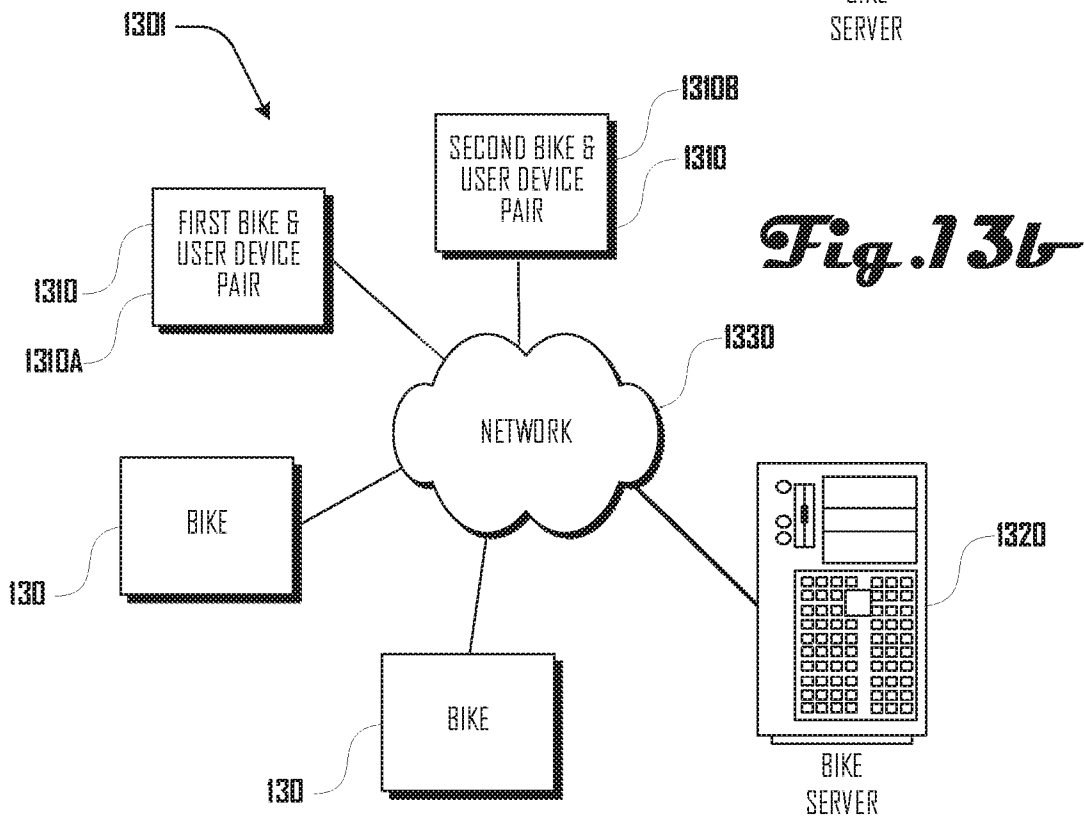 SERVER
1301
1310B
SECOND BIKE &
USER DEVICE
PAIR
1310
Fig.13b
FIRST BIKE &
USER DEVICE
PAIR
1310
1310A
1330
NETWORK
BIKE
130
1320
BIKE
130
BIKE
SERVER